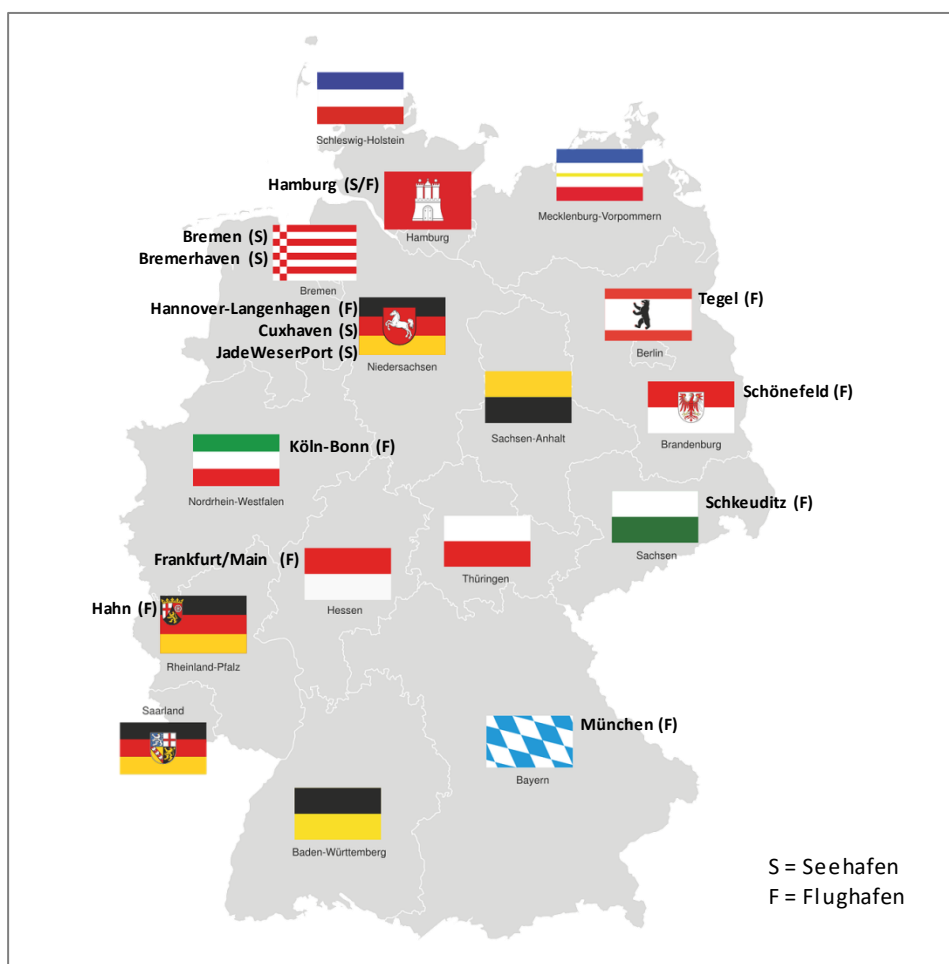 Schleswig-Holstein
Hamburg (S/F)
Hamburg
Mecklenburg-Vorpommern
Bremen (S)
Bremerhaven (S)
Bremen
Hannover-Langenhagen (F)
Cuxhaven (S)
JadeWeserPort (S)
Niedersachsen
Tegel (F)
Berlin
Schönefeld (F)
Brandenburg
Sachsen-Anhalt
Köln-Bonn (F)
Nordrhein-Westfalen
Schkeuditz (F)
Sachsen
Frankfurt/Main (F)
Hessen
Thüringen
Hahn (F)
Rheinland-Pfalz
Saarland
München (F)
Bayern
Baden-Württemberg
S = Seehafen
F = Flughafen